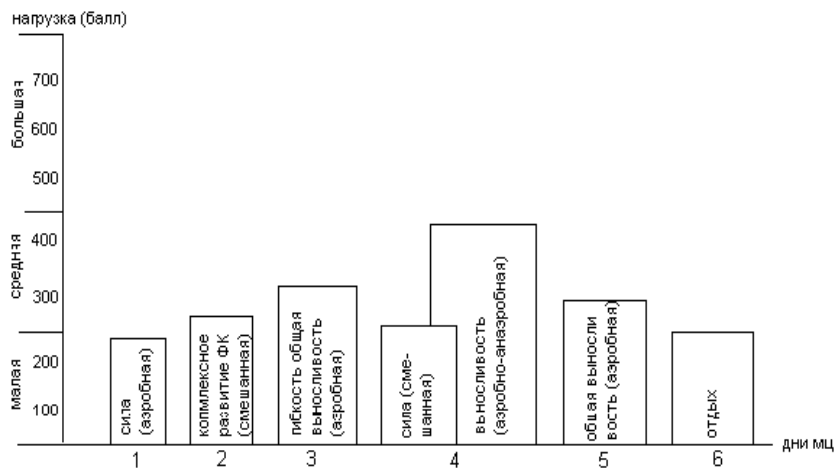 нагрузка (балл)
большая
средняя
малая
700
600
500
400
300
200
100
сила
(аэробная)
копмлексное
развитие ФК
(смешанная)
гибкость общая
выносливость
(аэробная)
сила (сме-
шанная)
выносливость
(аэробно-анаэробная)
общая выносли
вость (аэробная)
отдых
1
2
3
4
5
6
дни мц